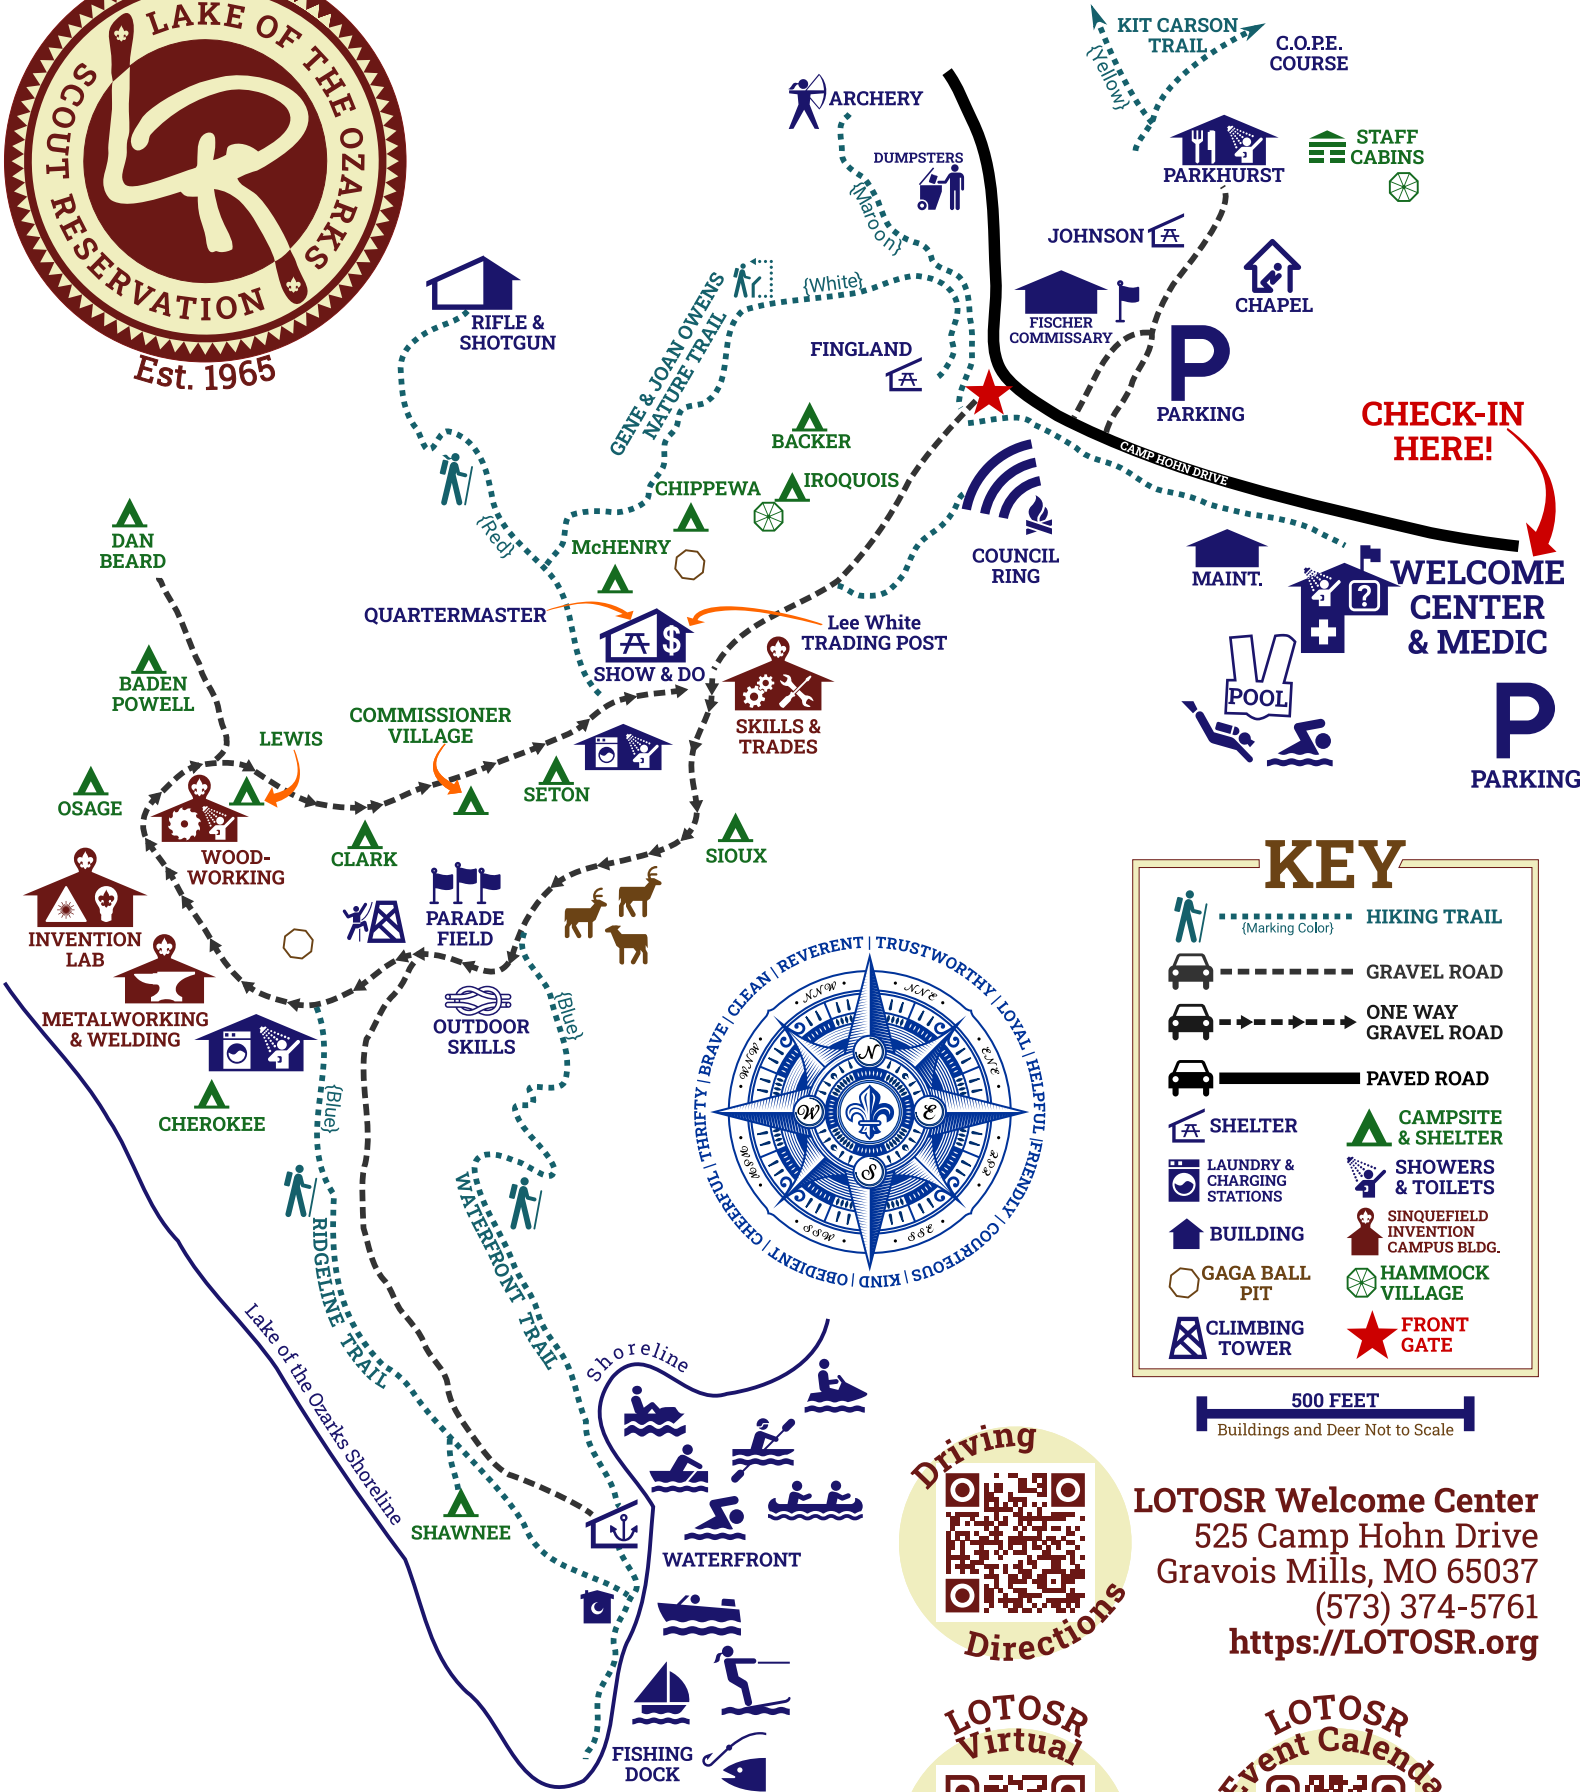 LAKE OF THE OZARKS
SCOUT RESERVATION
Est. 1965
KIT CARSON
TRAIL
{Yellow}
C.O.P.E.
COURSE
ARCHERY
DUMPSTERS
{Maroon}
PARKHURST
STAFF
CABINS
JOHNSON
CHAPEL
FISCHER
COMMISSARY
P
PARKING
RIFLE &
SHOTGUN
GENE & JOAN OWENS
NATURE TRAIL
{White}
FINGLAND
CHECK-IN
HERE!
CAMP HOHN DRIVE
BACKER
IROQUOIS
CHIPPEWA
McHENRY
{Red}
COUNCIL
RING
MAINT.
?
WELCOME
CENTER
& MEDIC
DAN
BEARD
QUARTERMASTER
Lee White
TRADING POST
$
SHOW & DO
SKILLS &
TRADES
POOL
P
PARKING
BADEN
POWELL
LEWIS
COMMISSIONER
VILLAGE
SETON
OSAGE
CLARK
SIOUX
WOOD-
WORKING
INVENTION
LAB
PARADE
FIELD
METALWORKING
& WELDING
OUTDOOR
SKILLS
{Blue}
CHEROKEE
{Blue}
RIDGELINE TRAIL
WATERFRONT TRAIL
Lake of the Ozarks Shoreline
Shoreline
SHAWNEE
WATERFRONT
FISHING
DOCK
TRUSTWORTHY | LOYAL | HELPFUL | FRIENDLY | COURTEOUS | KIND | OBEDIENT | CHEERFUL | THRIFTY | BRAVE | CLEAN | REVERENT |
N
NNE
ENE
E
ESE
SSE
S
SSW
WSW
W
WNW
NNW
KEY
HIKING TRAIL
{Marking Color}
GRAVEL ROAD
ONE WAY
GRAVEL ROAD
PAVED ROAD
SHELTER
CAMPSITE
& SHELTER
LAUNDRY &
CHARGING
STATIONS
SHOWERS
& TOILETS
BUILDING
SINQUEFIELD
INVENTION
CAMPUS BLDG.
GAGA BALL
PIT
HAMMOCK
VILLAGE
CLIMBING
TOWER
FRONT
GATE
500 FEET
Buildings and Deer Not to Scale
Driving
Directions
LOTOSR Welcome Center
525 Camp Hohn Drive
Gravois Mills, MO 65037
(573) 374-5761
https://LOTOSR.org
LOTOSR
Virtual
LOTOSR
Event Calenda